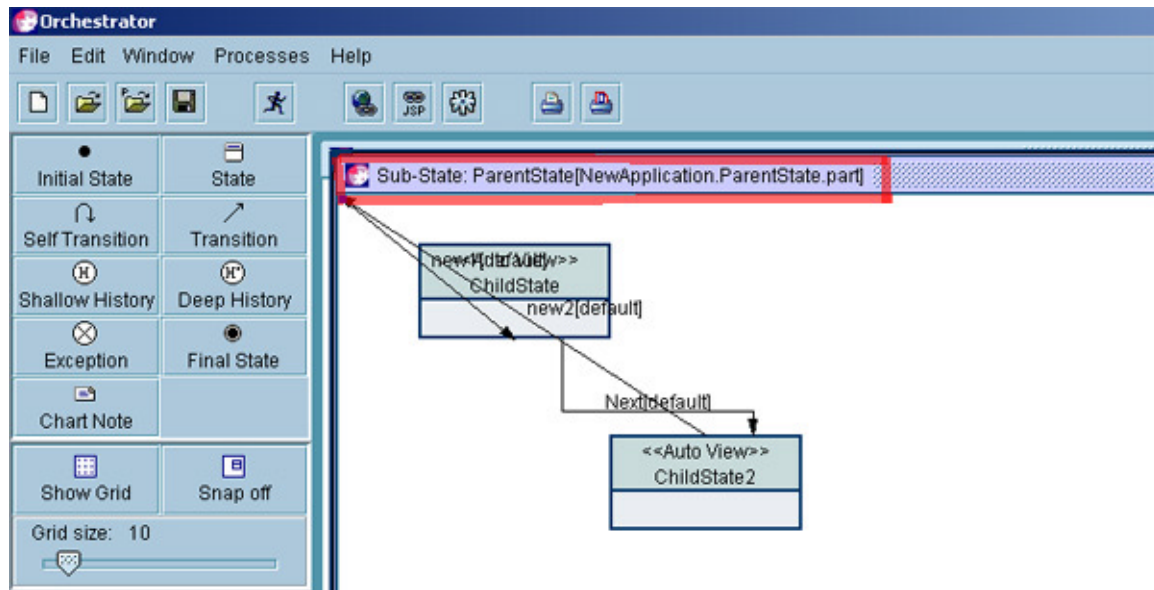 Orchestrator
File Edit Window Processes Help
JSP
Initial State
State
Self Transition
Transition
H
Shallow History
H*
Deep History
Exception
Final State
Chart Note
Show Grid
Snap off
Grid size: 10
Sub-State: ParentState[NewApplication.ParentState.part]
ChildState
new2[default]
Next[default]
<<Auto View>>
ChildState2